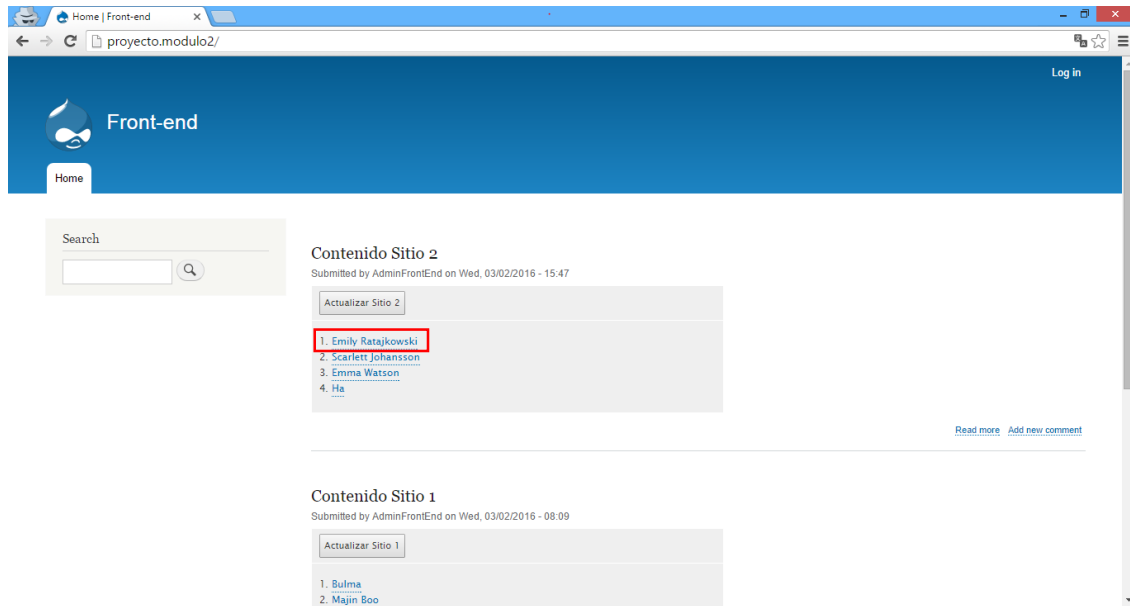 Home | Front-end
proyecto.modulo2/
Log in
Front-end
Home
Search
Contenido Sitio 2
Submitted by AdminFrontEnd on Wed, 03/02/2016 - 15:47
Actualizar Sitio 2
1. Emily Ratajkowski
2. Scarlett Johansson
3. Emma Watson
4. Ha
Read more Add new comment
Contenido Sitio 1
Submitted by AdminFrontEnd on Wed, 03/02/2016 - 08:09
Actualizar Sitio 1
1. Bulma
2. Majin Boo